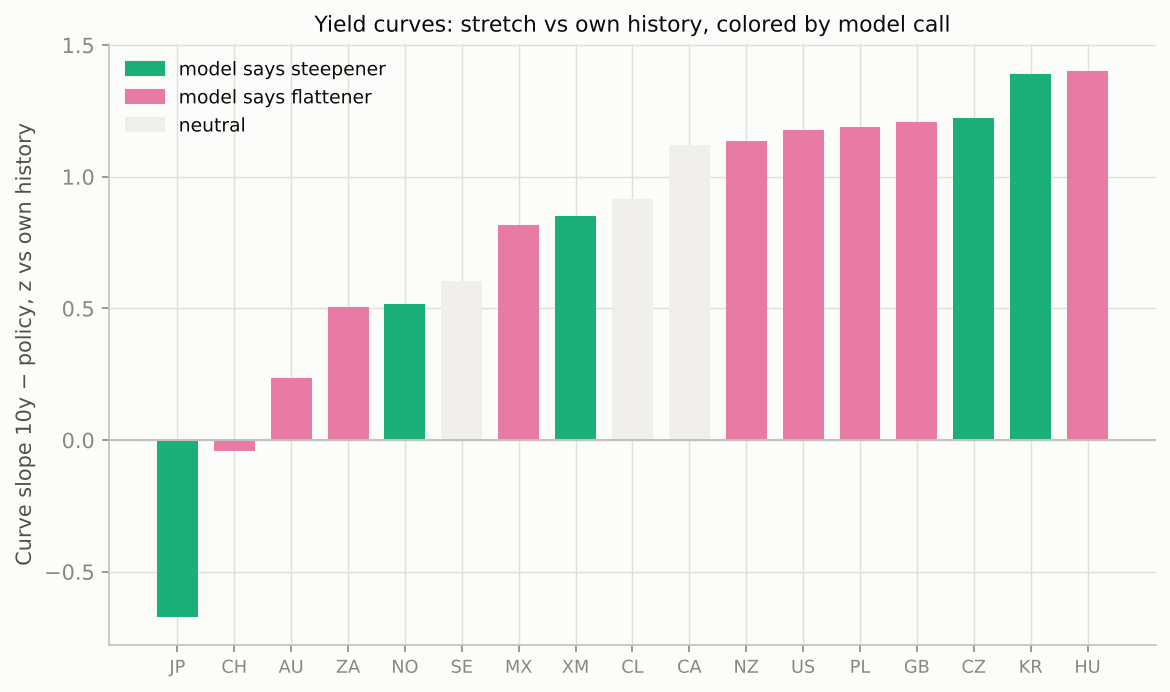 Yield curves: stretch vs own history, colored by model call
model says steepener
model says flattener
neutral
Curve slope 10y − policy, z vs own history
1.5
1.0
0.5
0.0
−0.5
JP CH AU ZA NO SE MX XM CL CA NZ US PL GB CZ KR HU